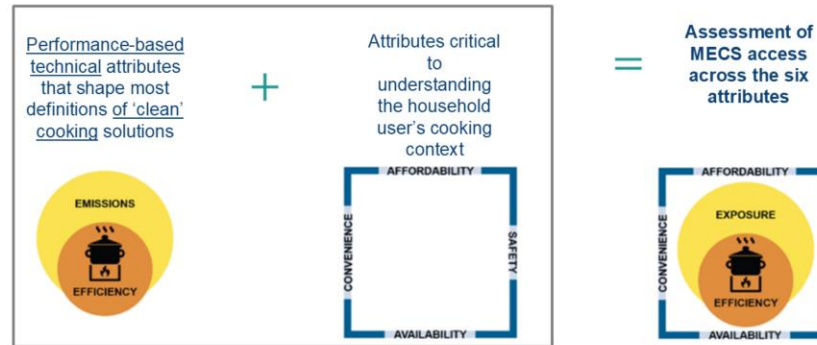 Performance-based
technical attributes
that shape most
definitions of ‘clean’
cooking solutions
EMISSIONS
EFFICIENCY
+
Attributes critical
to
understanding
the household
user's cooking
context
AFFORDABILITY
CONVENIENCE
SAFETY
AVAILABILITY
=
Assessment of
MECS access
across the six
attributes
AFFORDABILITY
CONVENIENCE
EXPOSURE
EFFICIENCY
AVAILABILITY